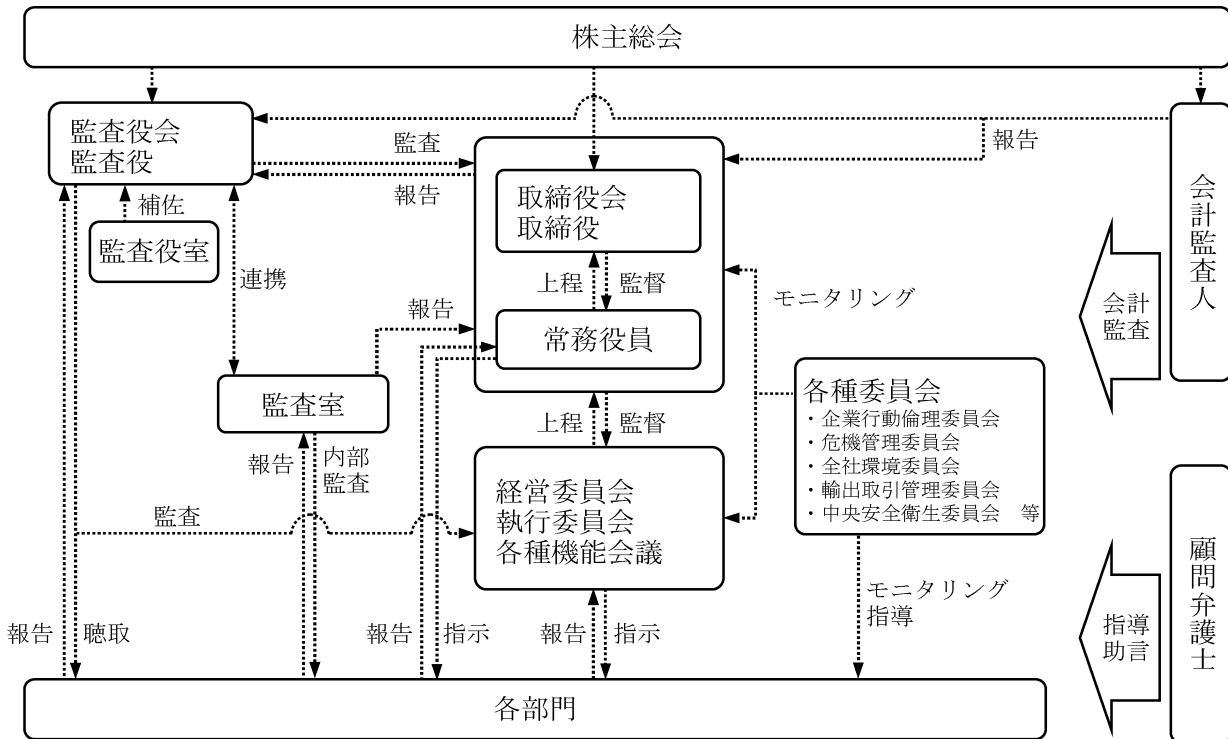 株主総会
監査役会
監査役
監査
報告
報告
補佐
監査役室
連携
取締役会
取締役
上程
監督
常務役員
報告
モニタリング
会計監査人
会計
監査
監査室
各種委員会
・企業行動倫理委員会
・危機管理委員会
・全社環境委員会
・輸出取引管理委員会
・中央安全衛生委員会　等
上程
監督
報告
内部
監査
監査
経営委員会
執行委員会
各種機能会議
モニタリング
指導
報告
聴取
報告
指示
報告
指示
指導
助言
顧問弁護士
各部門